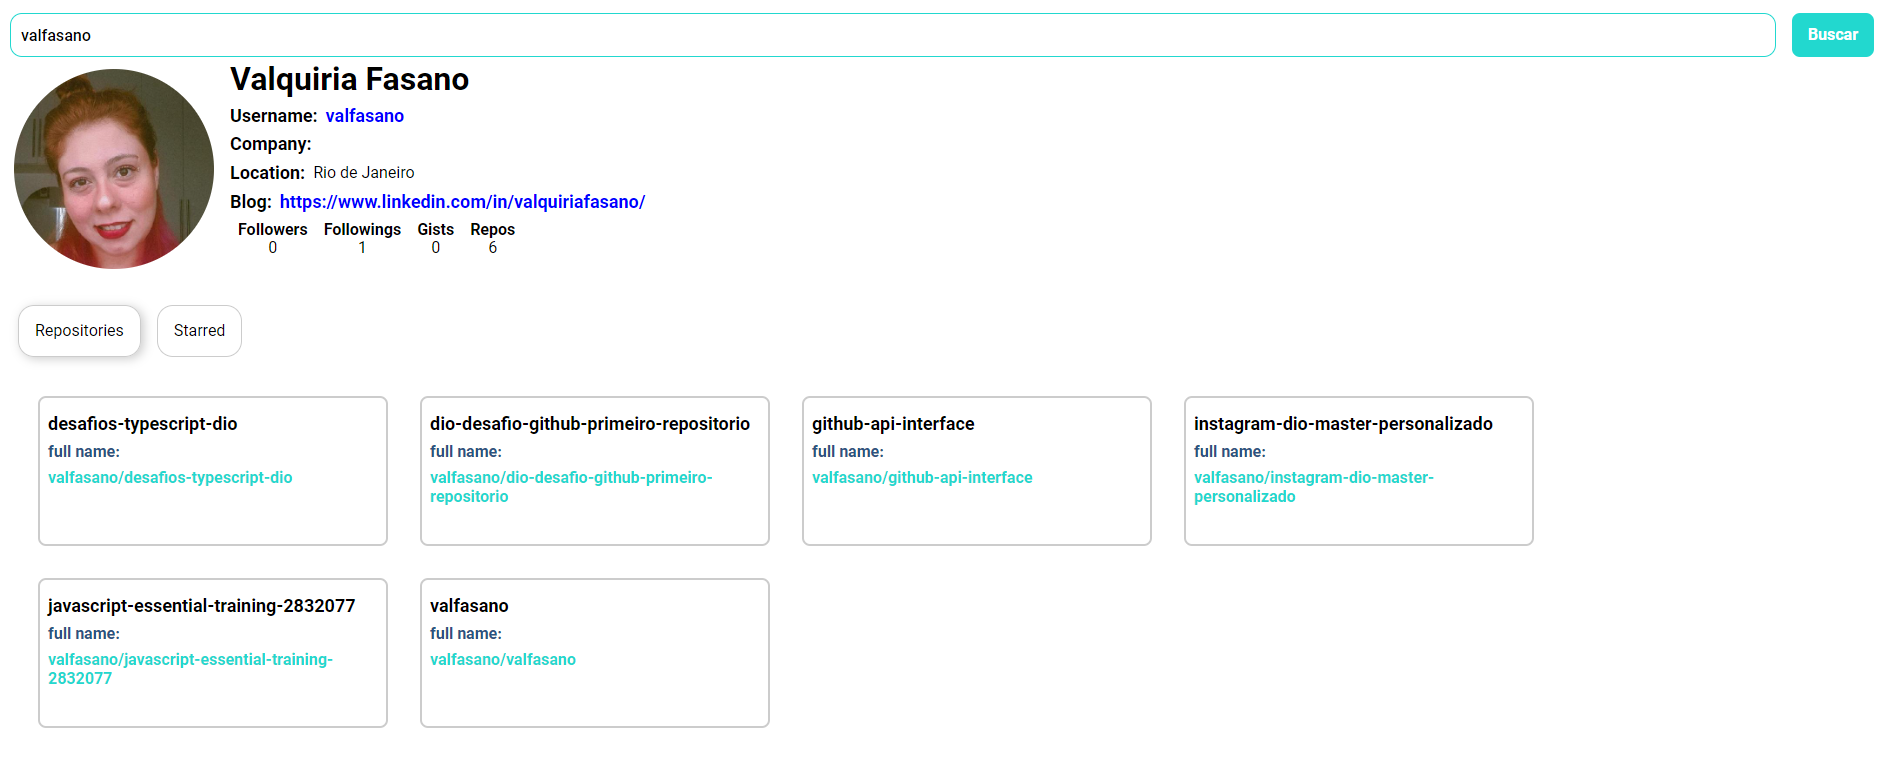 valfasano
Buscar
Valquiria Fasano
Username: valfasano
Company:
Location: Rio de Janeiro
Blog: https://www.linkedin.com/in/valquiriafasano/
Followers Followings Gists Repos
0 1 0 6
Repositories Starred
desafios-typescript-dio
full name:
valfasano/desafios-typescript-dio
dio-desafio-github-primeiro-repositorio
full name:
valfasano/dio-desafio-github-primeiro-
repositorio
github-api-interface
full name:
valfasano/github-api-interface
instagram-dio-master-personalizado
full name:
valfasano/instagram-dio-master-
personalizado
javascript-essential-training-2832077
full name:
valfasano/javascript-essential-training-
2832077
valfasano
full name:
valfasano/valfasano